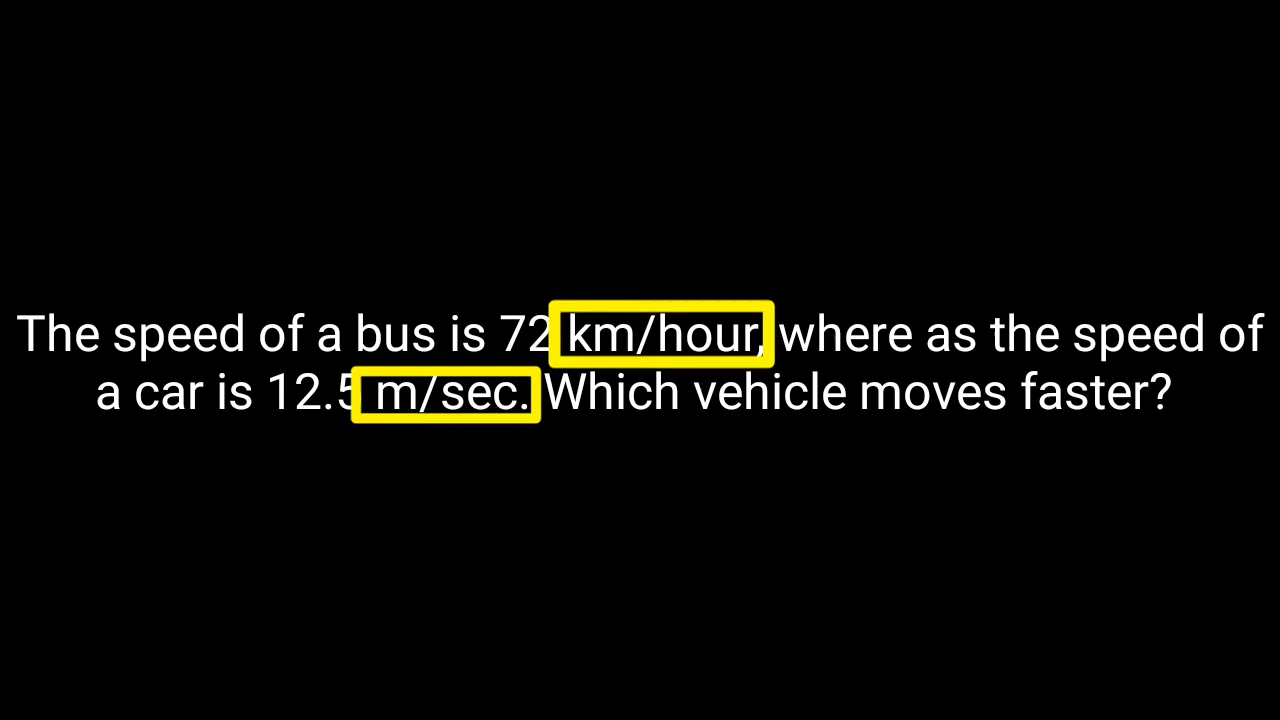 The speed of a bus is 72 km/hour, where as the speed of
a car is 12.5 m/sec. Which vehicle moves faster?